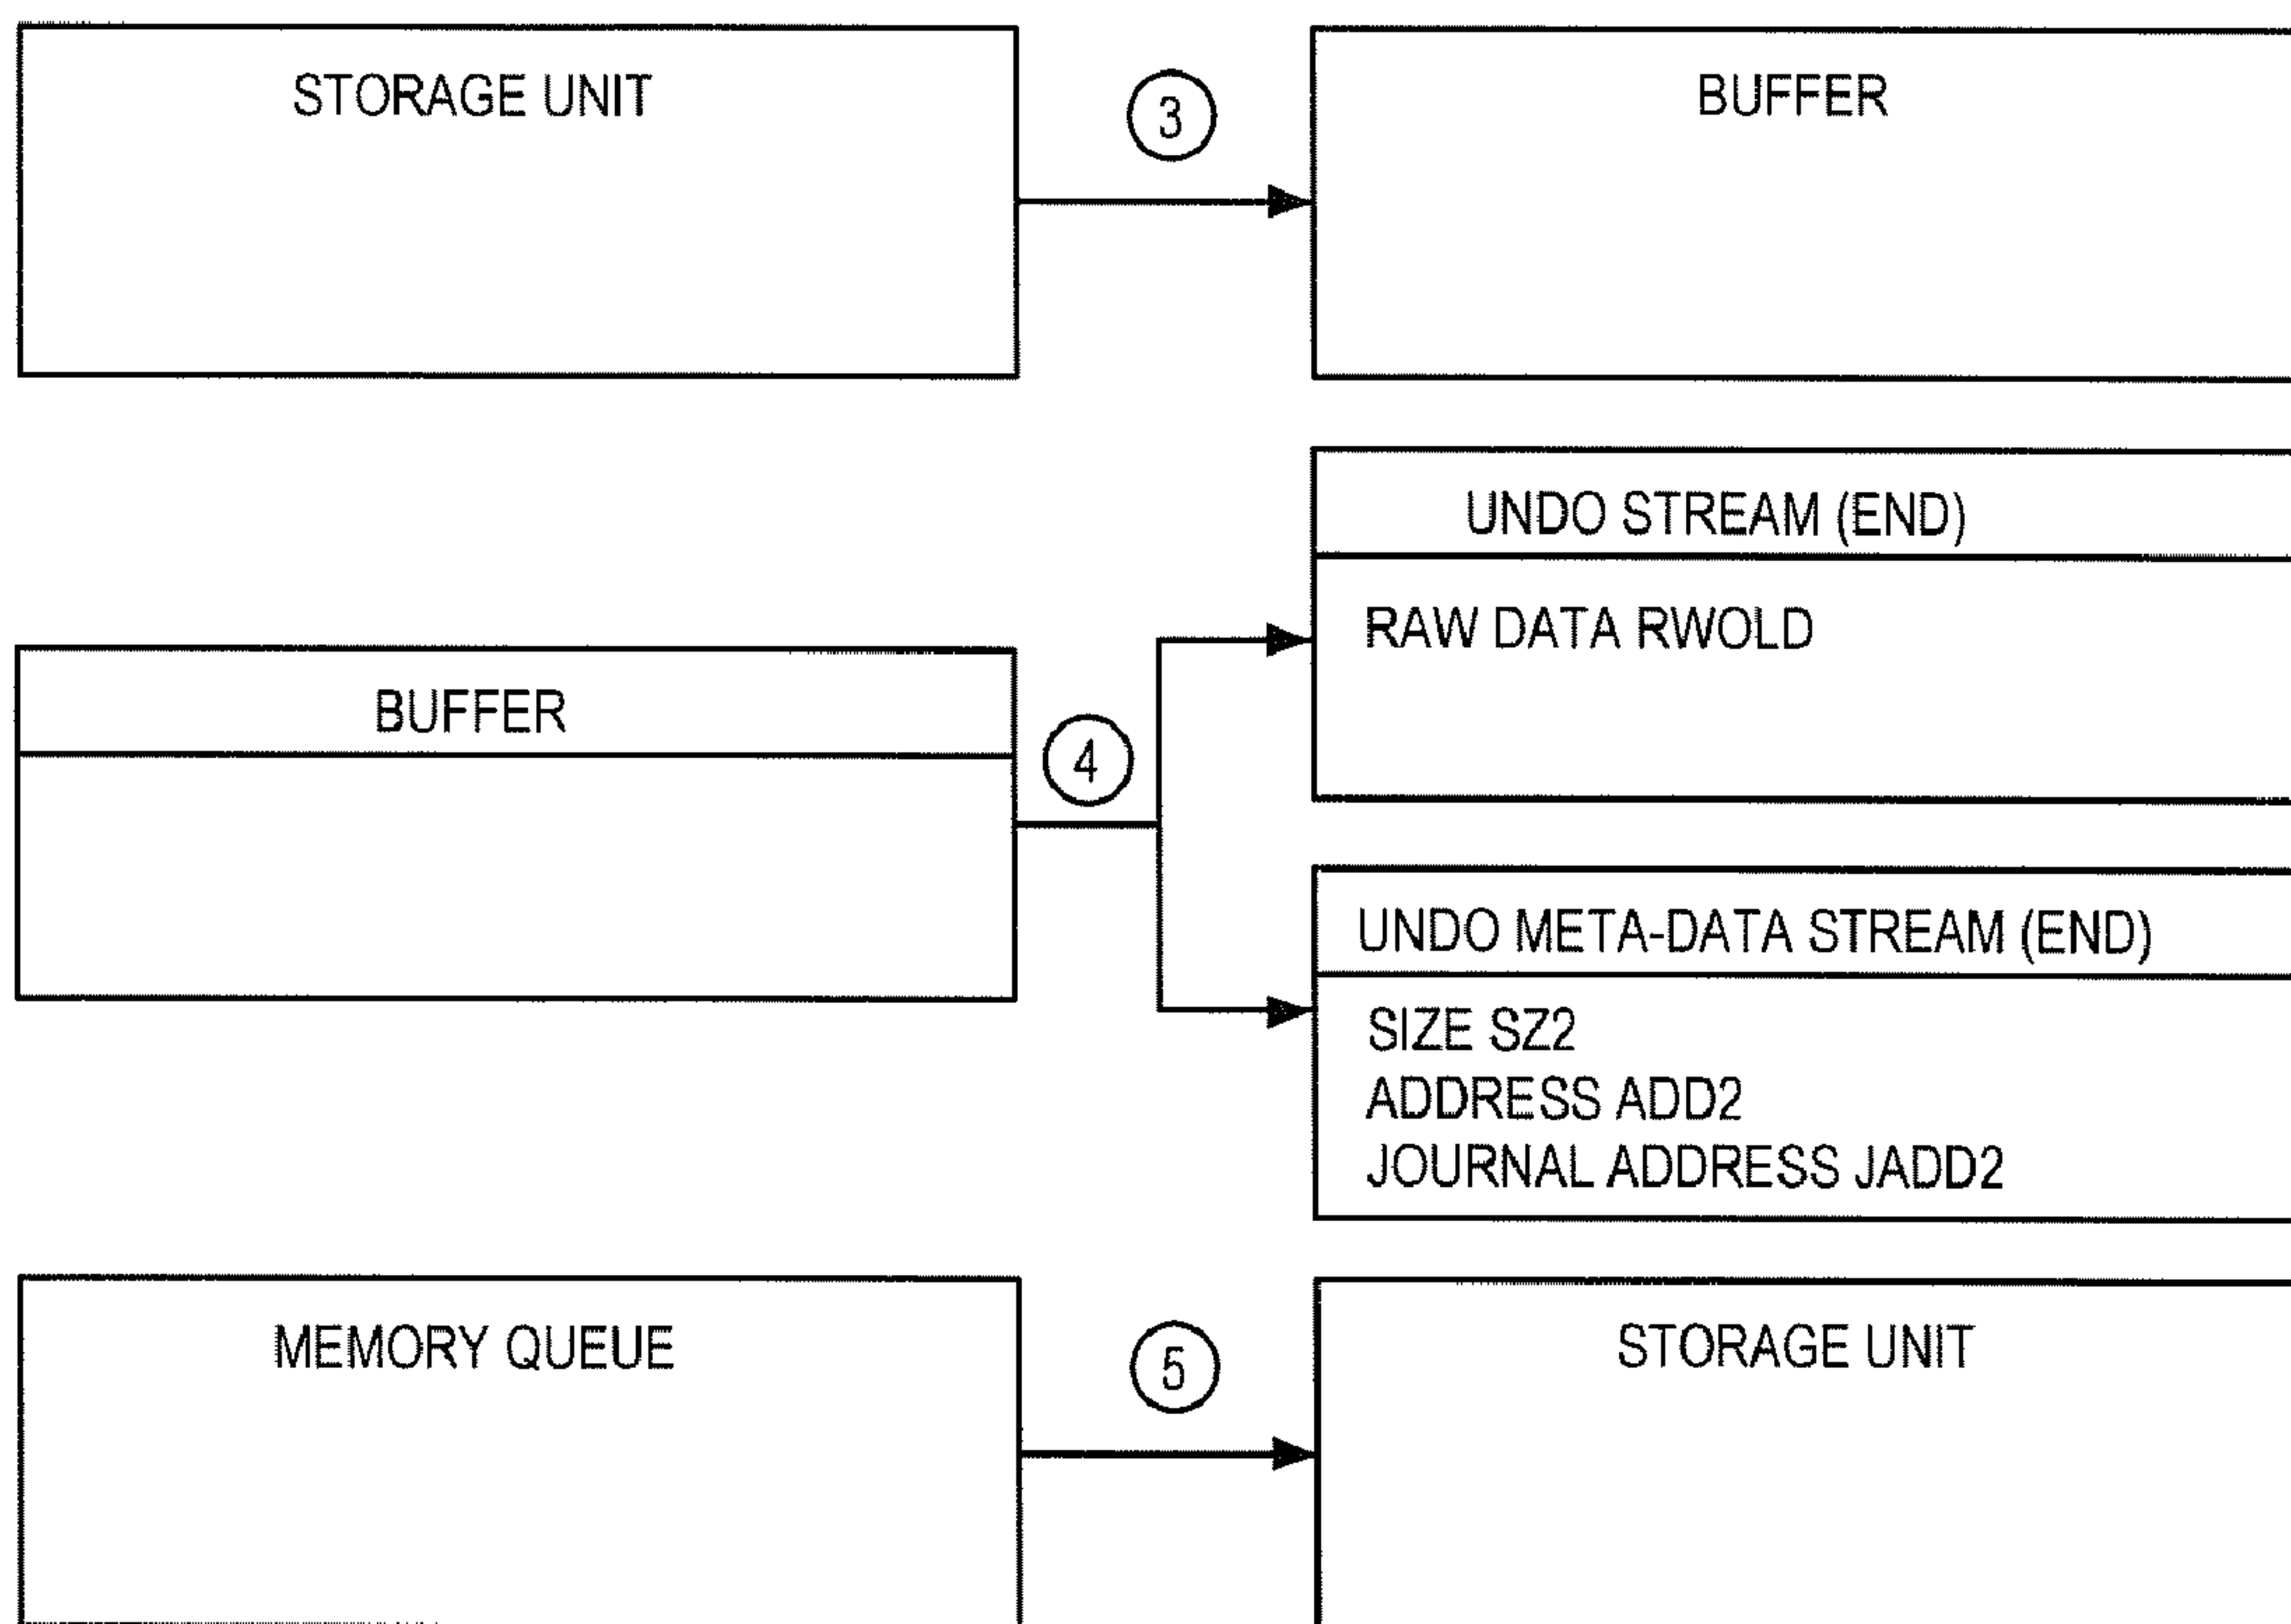 STORAGE UNIT
3
BUFFER
UNDO STREAM (END)
RAW DATA RWOLD
BUFFER
4
UNDO META-DATA STREAM (END)
SIZE SZ2
ADDRESS ADD2
JOURNAL ADDRESS JADD2
MEMORY QUEUE
5
STORAGE UNIT